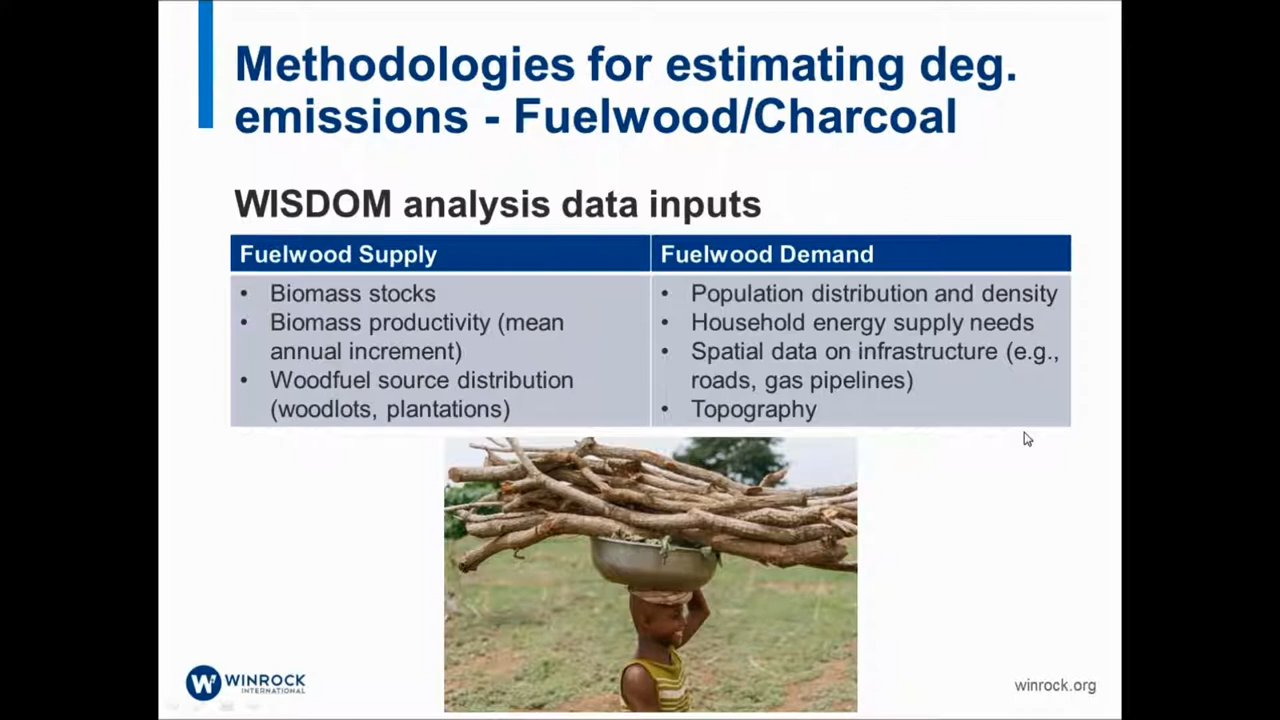 Methodologies for estimating deg.
emissions - Fuelwood/Charcoal
WISDOM analysis data inputs
Fuelwood Supply
• Biomass stocks
• Biomass productivity (mean
annual increment)
• Woodfuel source distribution
(woodlots, plantations)
Fuelwood Demand
• Population distribution and density
• Household energy supply needs
• Spatial data on infrastructure (e.g.,
roads, gas pipelines)
• Topography
W
WINROCK
INTERNATIONAL
winrock.org